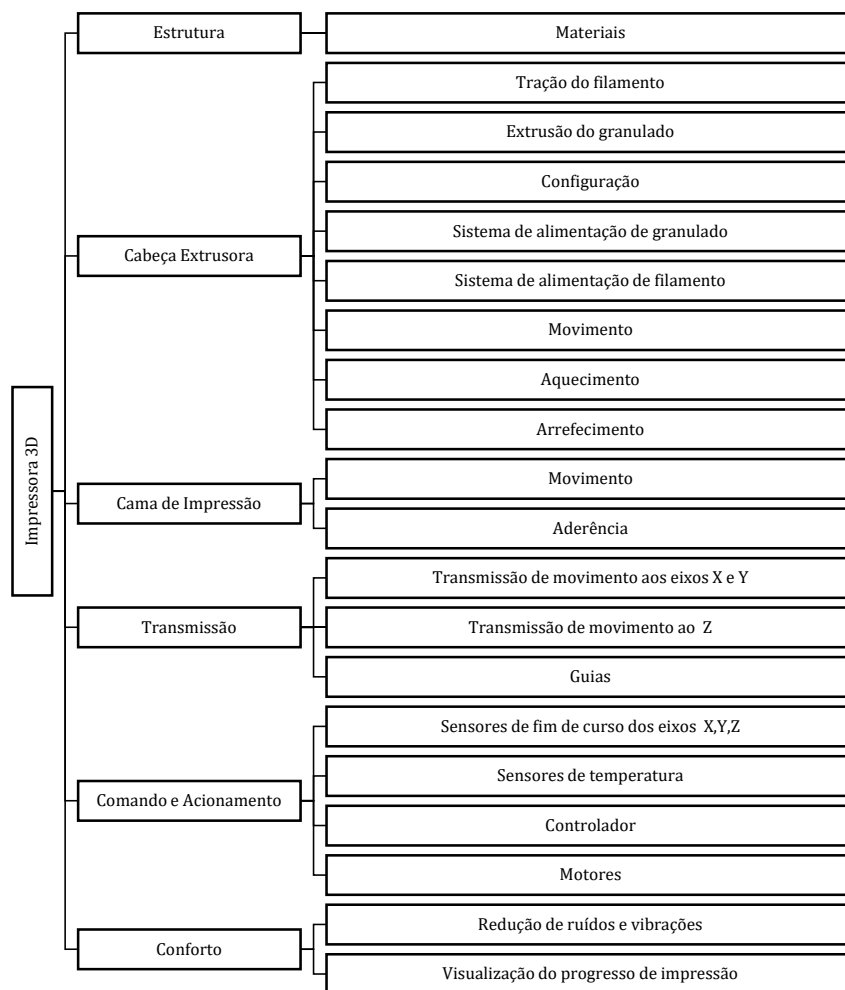 Impressora 3D
Estrutura
Materiais
Cabeça Extrusora
Tração do filamento
Extrusão do granulado
Configuração
Sistema de alimentação de granulado
Sistema de alimentação de filamento
Movimento
Aquecimento
Arrefecimento
Cama de Impressão
Movimento
Aderência
Transmissão
Transmissão de movimento aos eixos X e Y
Transmissão de movimento ao Z
Guias
Comando e Acionamento
Sensores de fim de curso dos eixos X,Y,Z
Sensores de temperatura
Controlador
Motores
Conforto
Redução de ruídos e vibrações
Visualização do progresso de impressão